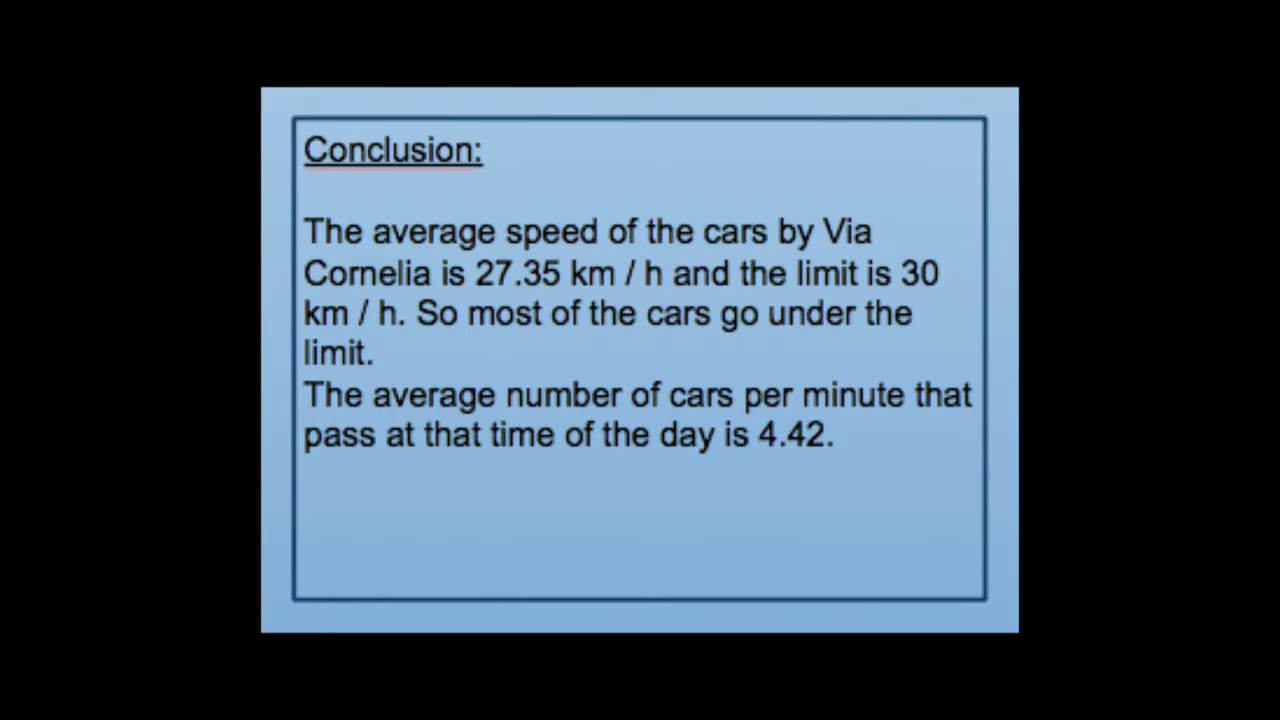 Conclusion:
The average speed of the cars by Via
Cornelia is 27.35 km / h and the limit is 30
km / h. So most of the cars go under the
limit.
The average number of cars per minute that
pass at that time of the day is 4.42.